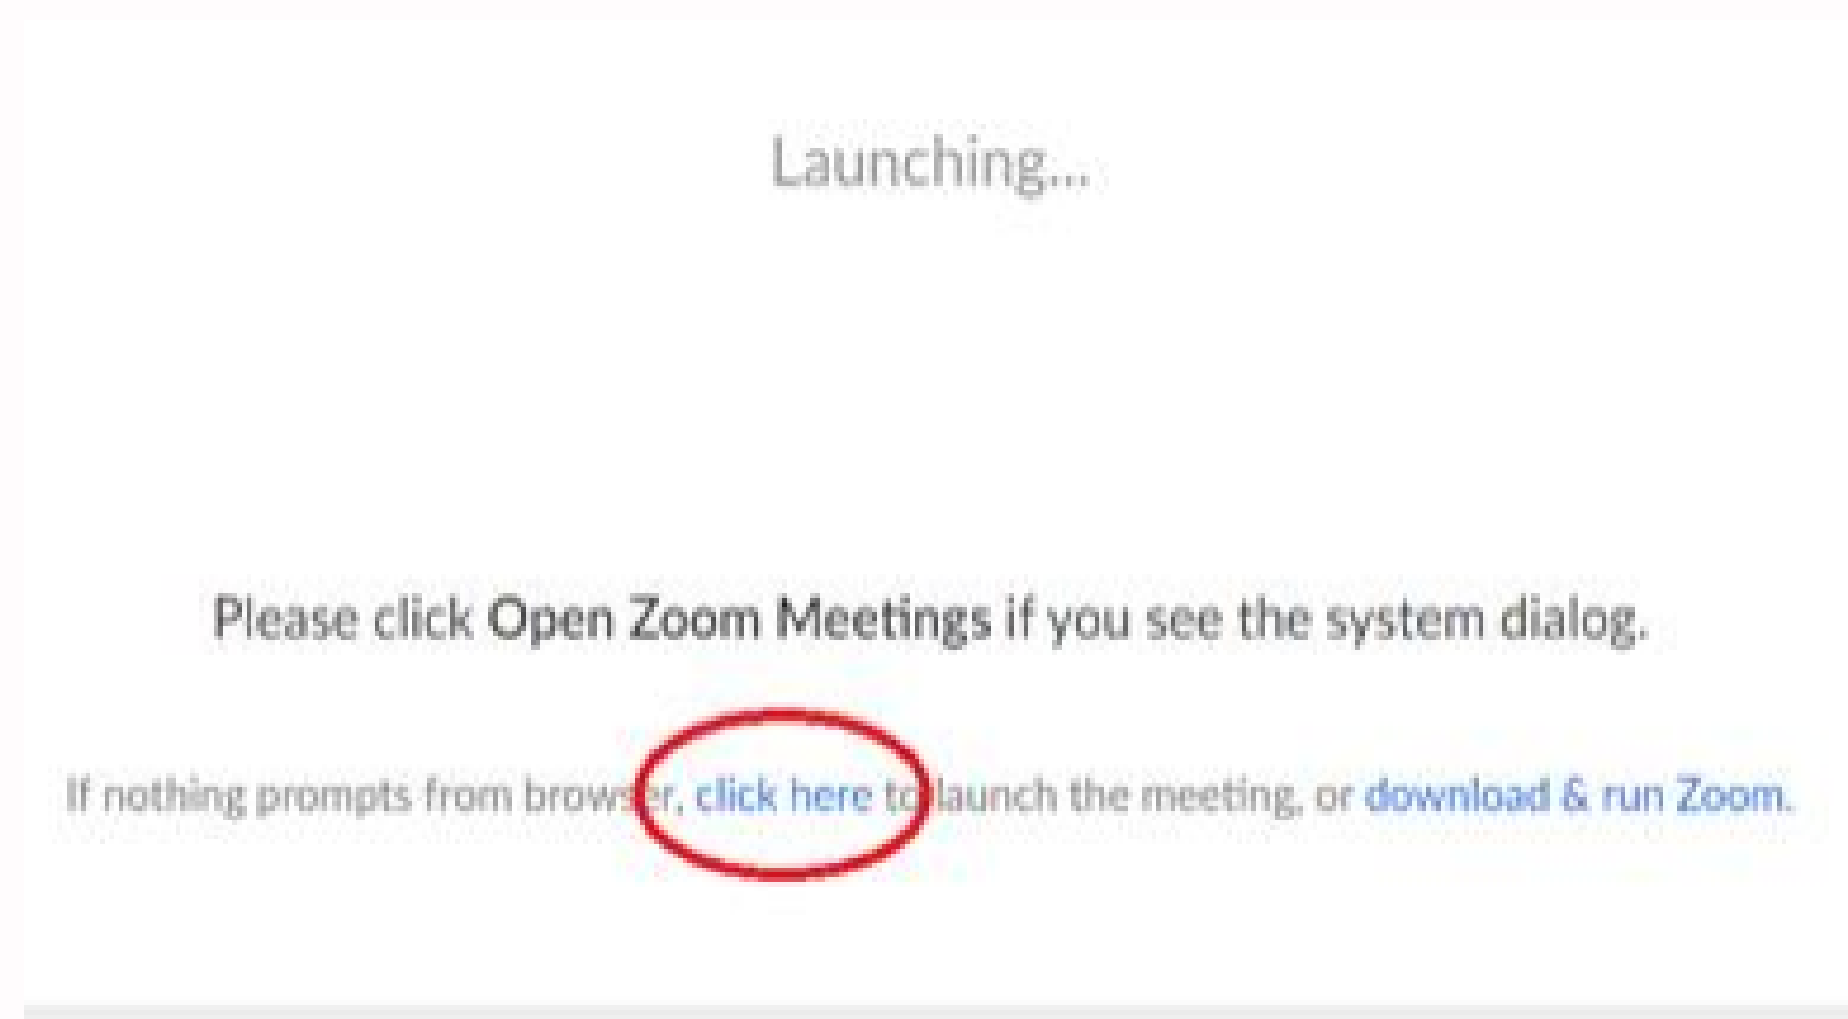 Launching...
Please click Open Zoom Meetings if you see the system dialog.
If nothing prompts from browser, click here to launch the meeting, or download & run Zoom.